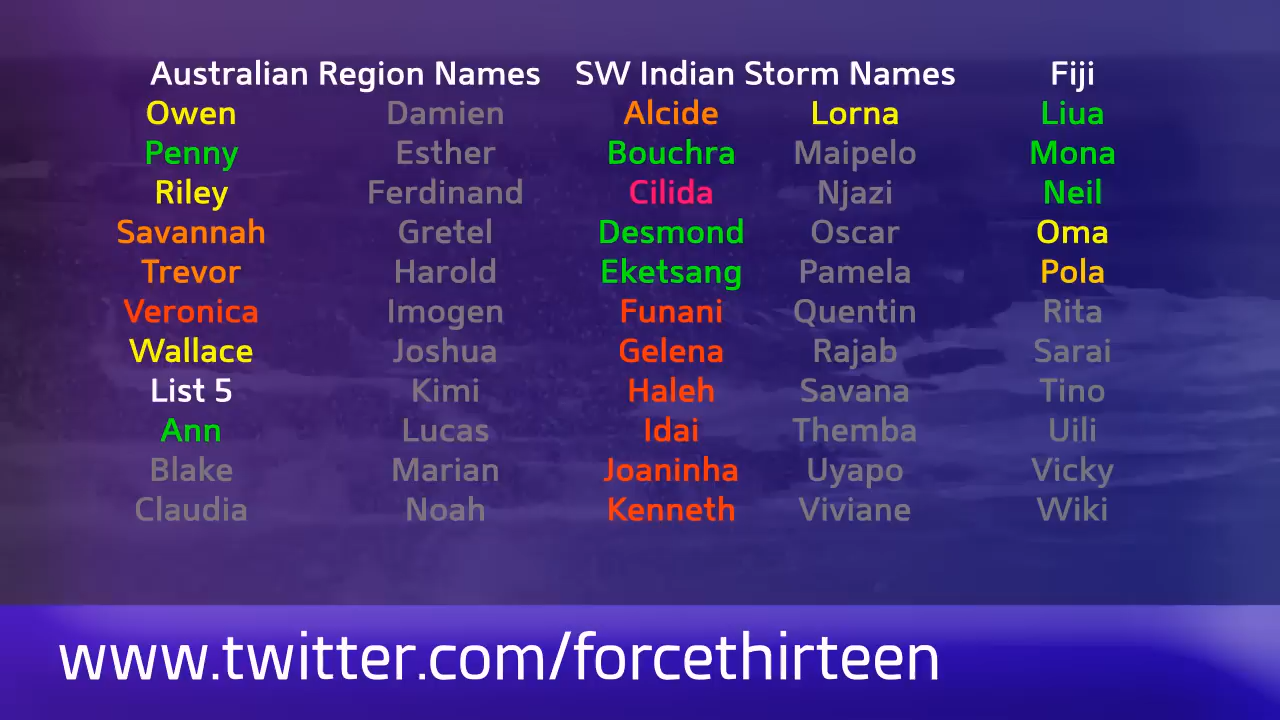 Australian Region Names SW Indian Storm Names Fiji
Owen Damien Alcide Lorna Liua
Penny Esther Bouchra Maipelo Mona
Riley Ferdinand Cilida Njazi Neil
Savannah Gretel Desmond Oscar Oma
Trevor Harold Eketsang Pamela Pola
Veronica Imogen Funani Quentin Rita
Wallace Joshua Gelena Rajab Sarai
List 5 Kimi Haleh Savana Tino
Ann Lucas Idai Themba Uili
Blake Marian Joaninha Uyapo Vicky
Claudia Noah Kenneth Viviane Wiki
www.twitter.com/forcethirteen